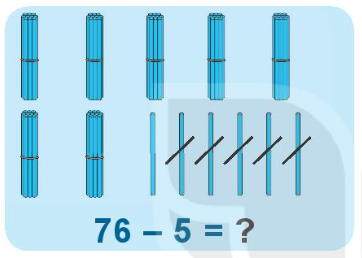 76 – 5 = ?